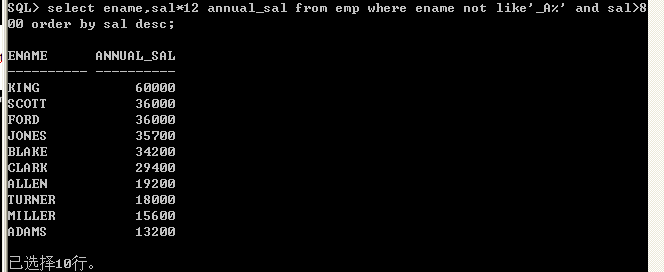 SQL> select ename,sal*12 annual_sal from emp where ename not like'_A%' and sal>8
00 order by sal desc;
ENAME ANNUAL_SAL
---------- ----------
KING 60000
SCOTT 36000
FORD 36000
JONES 35700
BLAKE 34200
CLARK 29400
ALLEN 19200
TURNER 18000
MILLER 15600
ADAMS 13200
已选择10行。